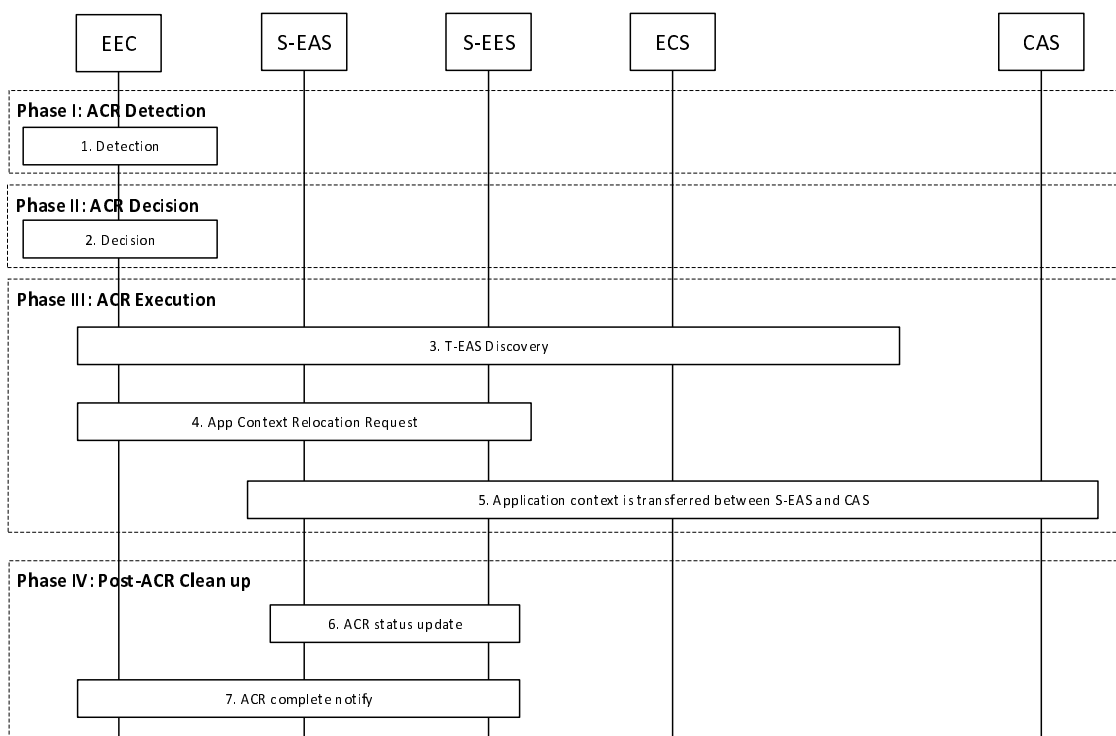 EEC
S-EAS
S-EES
ECS
CAS
Phase I: ACR Detection
1. Detection
Phase II: ACR Decision
2. Decision
Phase III: ACR Execution
3. T-EAS Discovery
4. App Context Relocation Request
5. Application context is transferred between S-EAS and CAS
Phase IV: Post-ACR Clean up
6. ACR status update
7. ACR complete notify